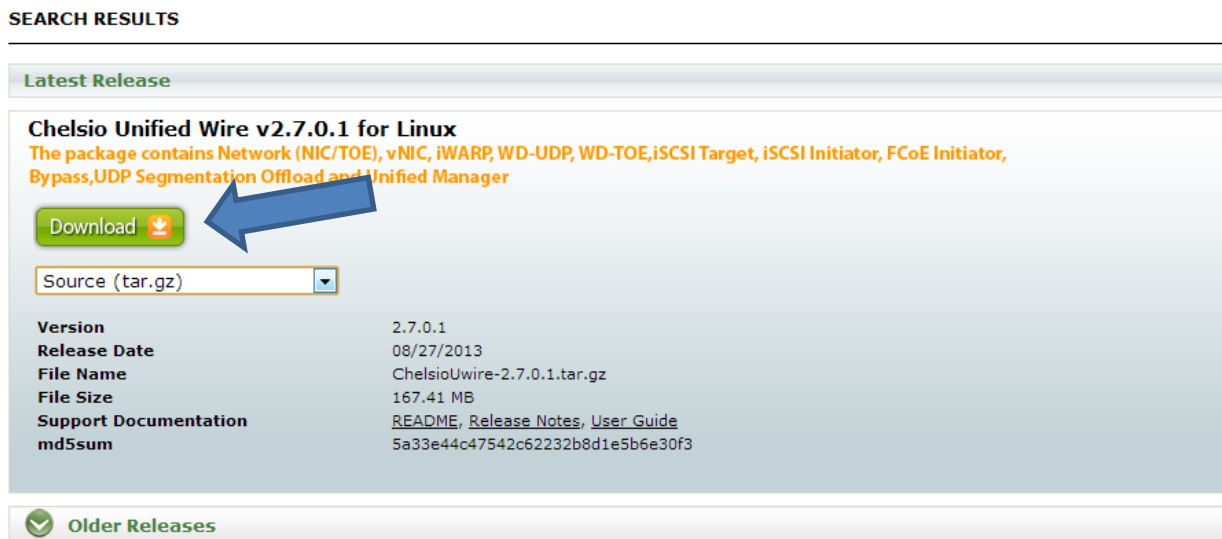 SEARCH RESULTS
Latest Release
Chelsio Unified Wire v2.7.0.1 for Linux
The package contains Network (NIC/TOE), vNIC, iWARP, WD-UDP, WD-TOE,iSCSI Target, iSCSI Initiator, FCoE Initiator,
Bypass,UDP Segmentation Offload and Unified Manager
Download
Source (tar.gz)
Version 2.7.0.1
Release Date 08/27/2013
File Name ChelsioUwire-2.7.0.1.tar.gz
File Size 167.41 MB
Support Documentation README, Release Notes, User Guide
md5sum 5a33e44c47542c62232b8d1e5b6e30f3
Older Releases